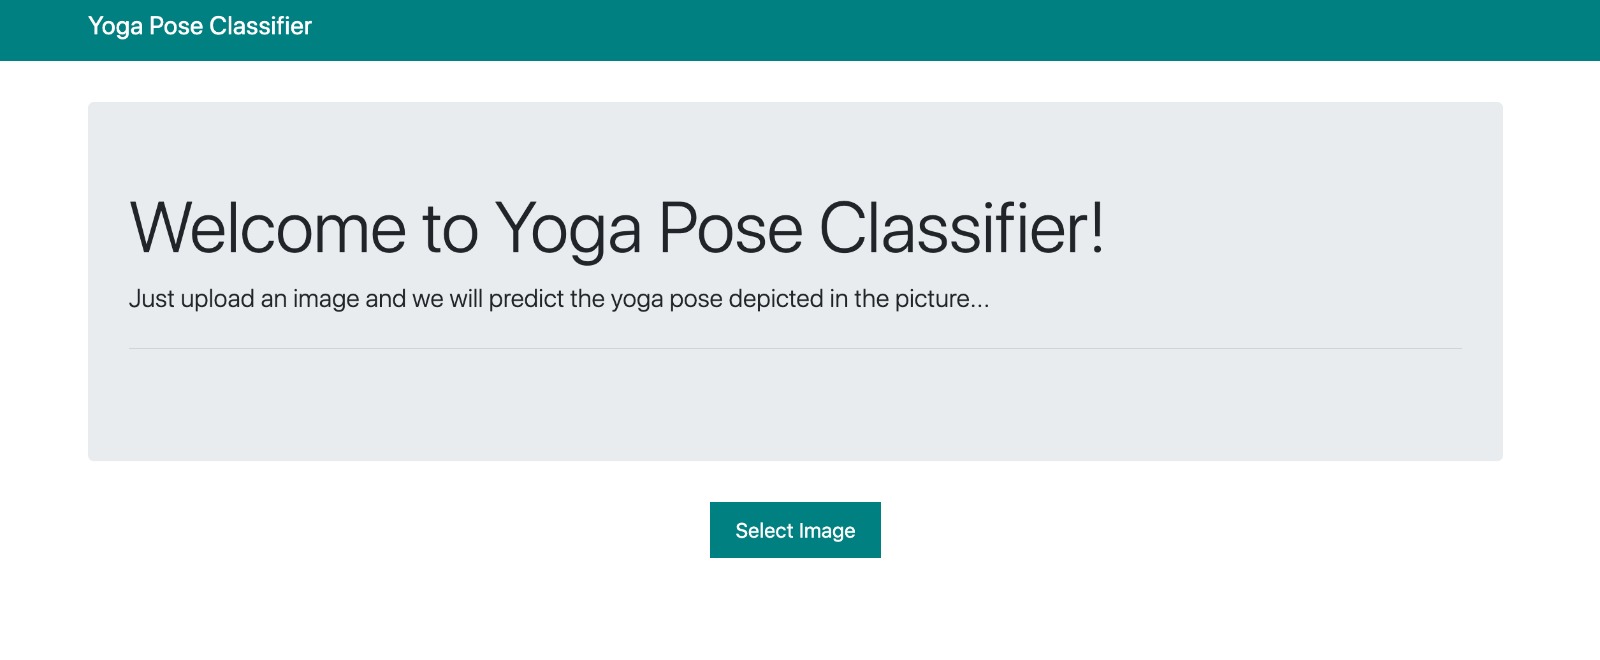 Yoga Pose Classifier
Welcome to Yoga Pose Classifier!
Just upload an image and we will predict the yoga pose depicted in the picture...
Select Image